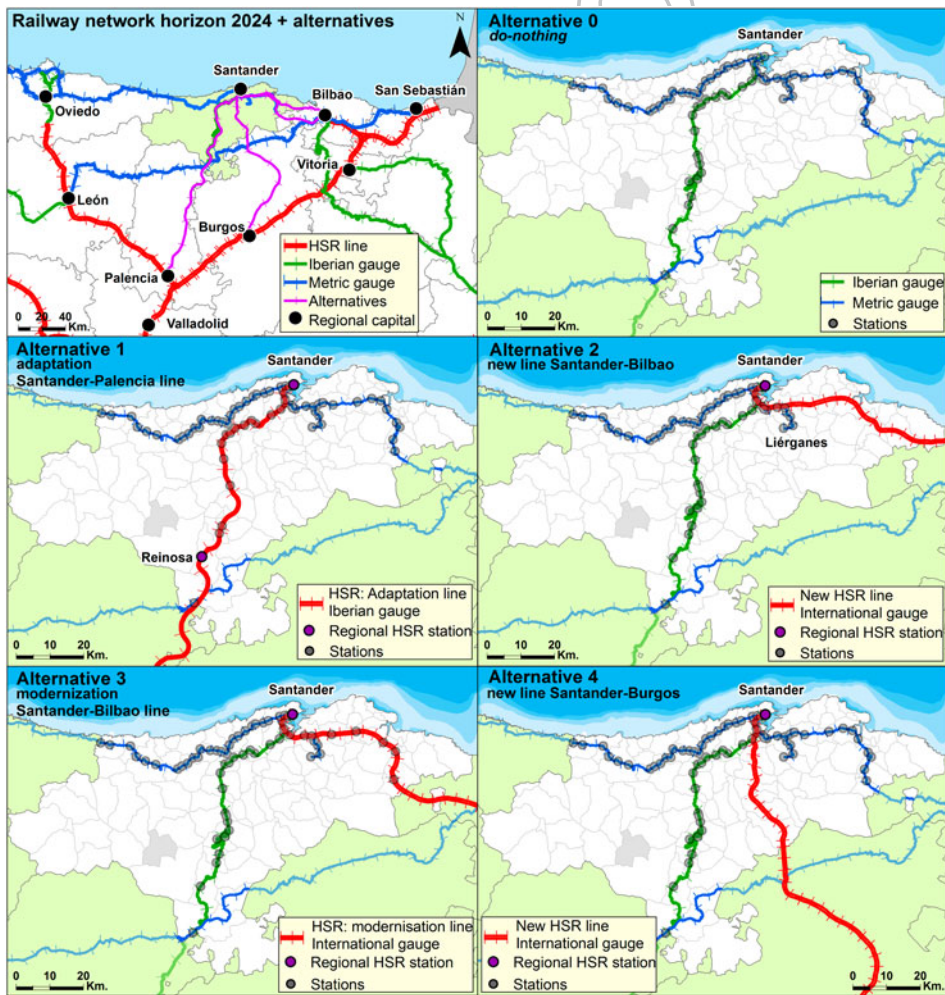 Railway network horizon 2024 + alternatives
N
Santander
Bilbao
San Sebastián
Oviedo
Vitoria
León
Burgos
Palencia
Valladolid
HSR line
Iberian gauge
Metric gauge
Alternatives
Regional capital
0 20 40
Km.
Alternative 0
do-nothing
Santander
Iberian gauge
Metric gauge
Stations
0 10 20
Km.
Alternative 1
adaptation
Santander-Palencia line
Santander
Reinosa
HSR: Adaptation line
Iberian gauge
Regional HSR station
Stations
0 10 20
Km.
Alternative 2
new line Santander-Bilbao
Santander
Liérganes
New HSR line
International gauge
Regional HSR station
Stations
0 10 20
Km.
Alternative 3
modernization
Santander-Bilbao line
Santander
HSR: modernisation line
International gauge
Regional HSR station
Stations
0 10 20
Km.
Alternative 4
new line Santander-Burgos
Santander
New HSR line
International gauge
Regional HSR station
Stations
0 10 20
Km.